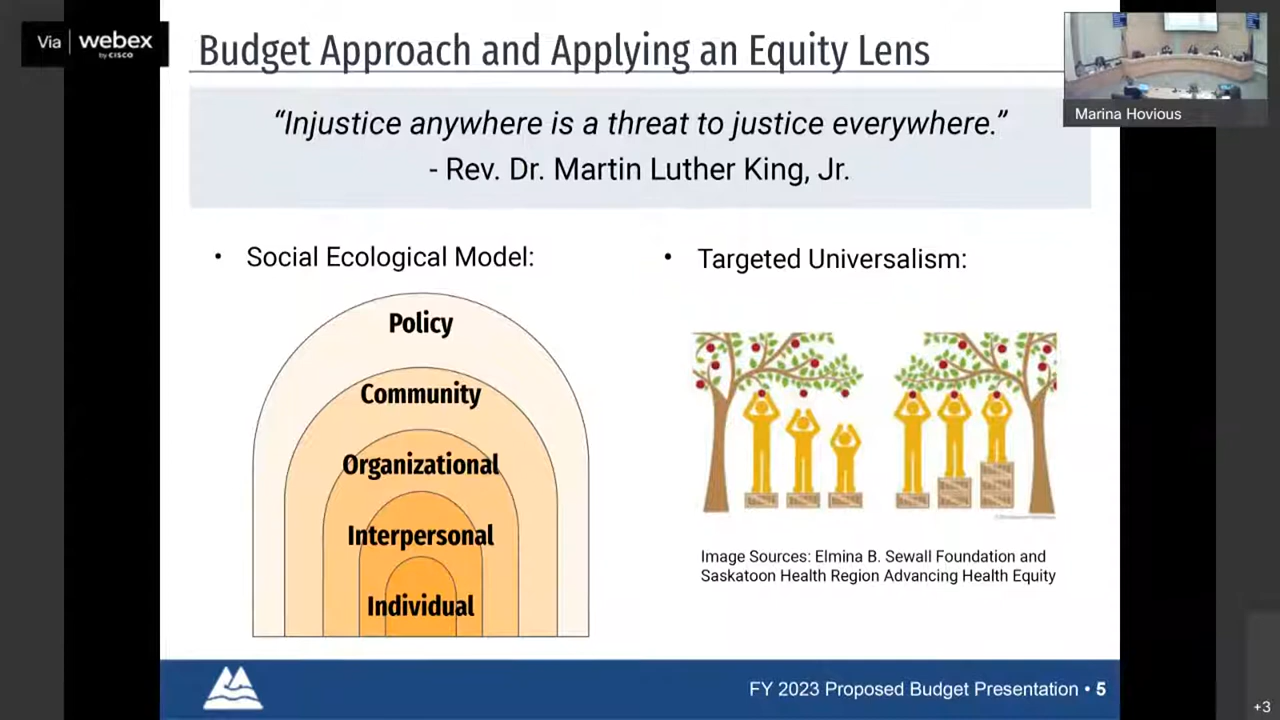 Via webex
by CISCO
Budget Approach and Applying an Equity Lens
Marina Hovious
“Injustice anywhere is a threat to justice everywhere.”
- Rev. Dr. Martin Luther King, Jr.
• Social Ecological Model:
Policy
Community
Organizational
Interpersonal
Individual
• Targeted Universalism:
Image Sources: Elmina B. Sewall Foundation and
Saskatoon Health Region Advancing Health Equity
FY 2023 Proposed Budget Presentation • 5
+3